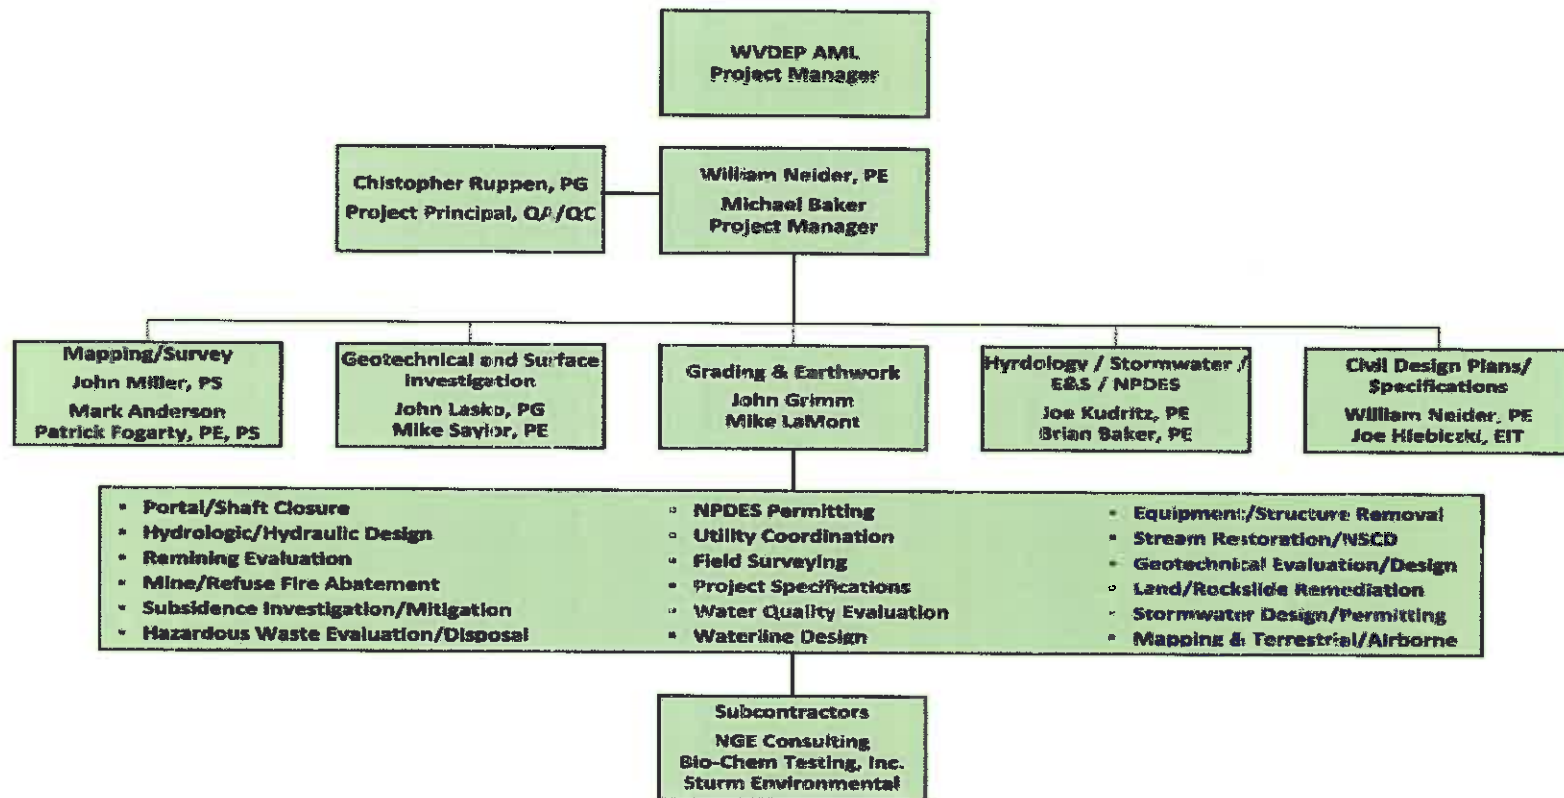 WVDEP AML
Project Manager
Chistopher Ruppen, PG
Project Principal, QA/QC
William Neider, PE
Michael Baker
Project Manager
Mapping/Survey
John Miller, PS
Mark Anderson
Patrick Fogarty, PE, PS
Geotechnical and Surface
Investigation
John Lasko, PG
Mike Saylor, PE
Grading & Earthwork
John Grimm
Mike LaMont
Hyrdology / Stormwater /
E&S / NPDES
Joe Kudritz, PE
Brian Baker, PE
Civil Design Plans/
Specifications
William Neider, PE
Joe Hlebiczki, EIT
Portal/Shaft Closure
Hydrologic/Hydraulic Design
Remining Evaluation
Mine/Refuse Fire Abatement
Subsidence Investigation/Mitigation
Hazardous Waste Evaluation/Disposal
NPDES Permitting
Utility Coordination
Field Surveying
Project Specifications
Water Quality Evaluation
Waterline Design
Equipment/Structure Removal
Stream Restoration/NSCD
Geotechnical Evaluation/Design
Land/Rockslide Remediation
Stormwater Design/Permitting
Mapping & Terrestrial/Airborne
Subcontractors
NGE Consulting
Bio-Chem Testing, Inc.
Sturm Environmental